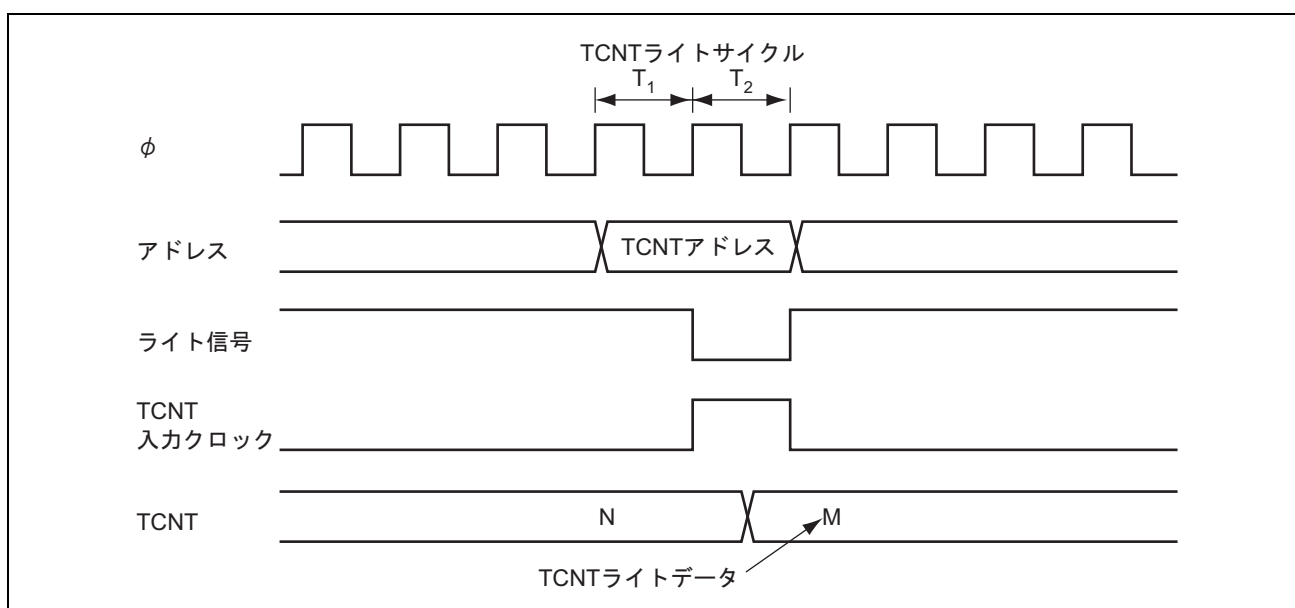 TCNTライトサイクル
T1 T2
φ
アドレス
TCNTアドレス
ライト信号
TCNT
入力クロック
TCNT
N
M
TCNTライトデータ